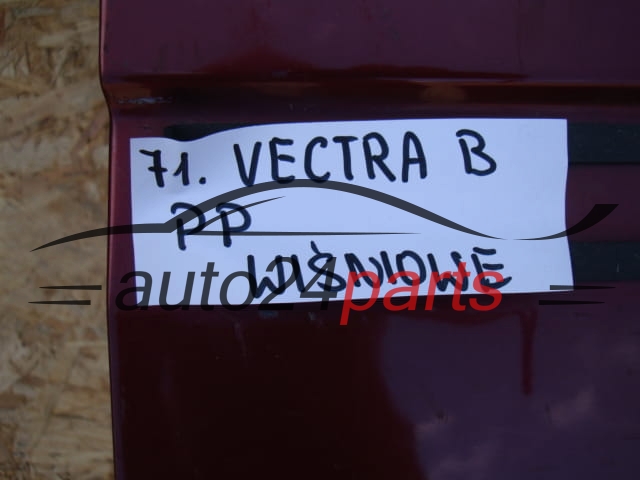 71. VECTRA B
PP
WIŚNIOWE
auto24parts